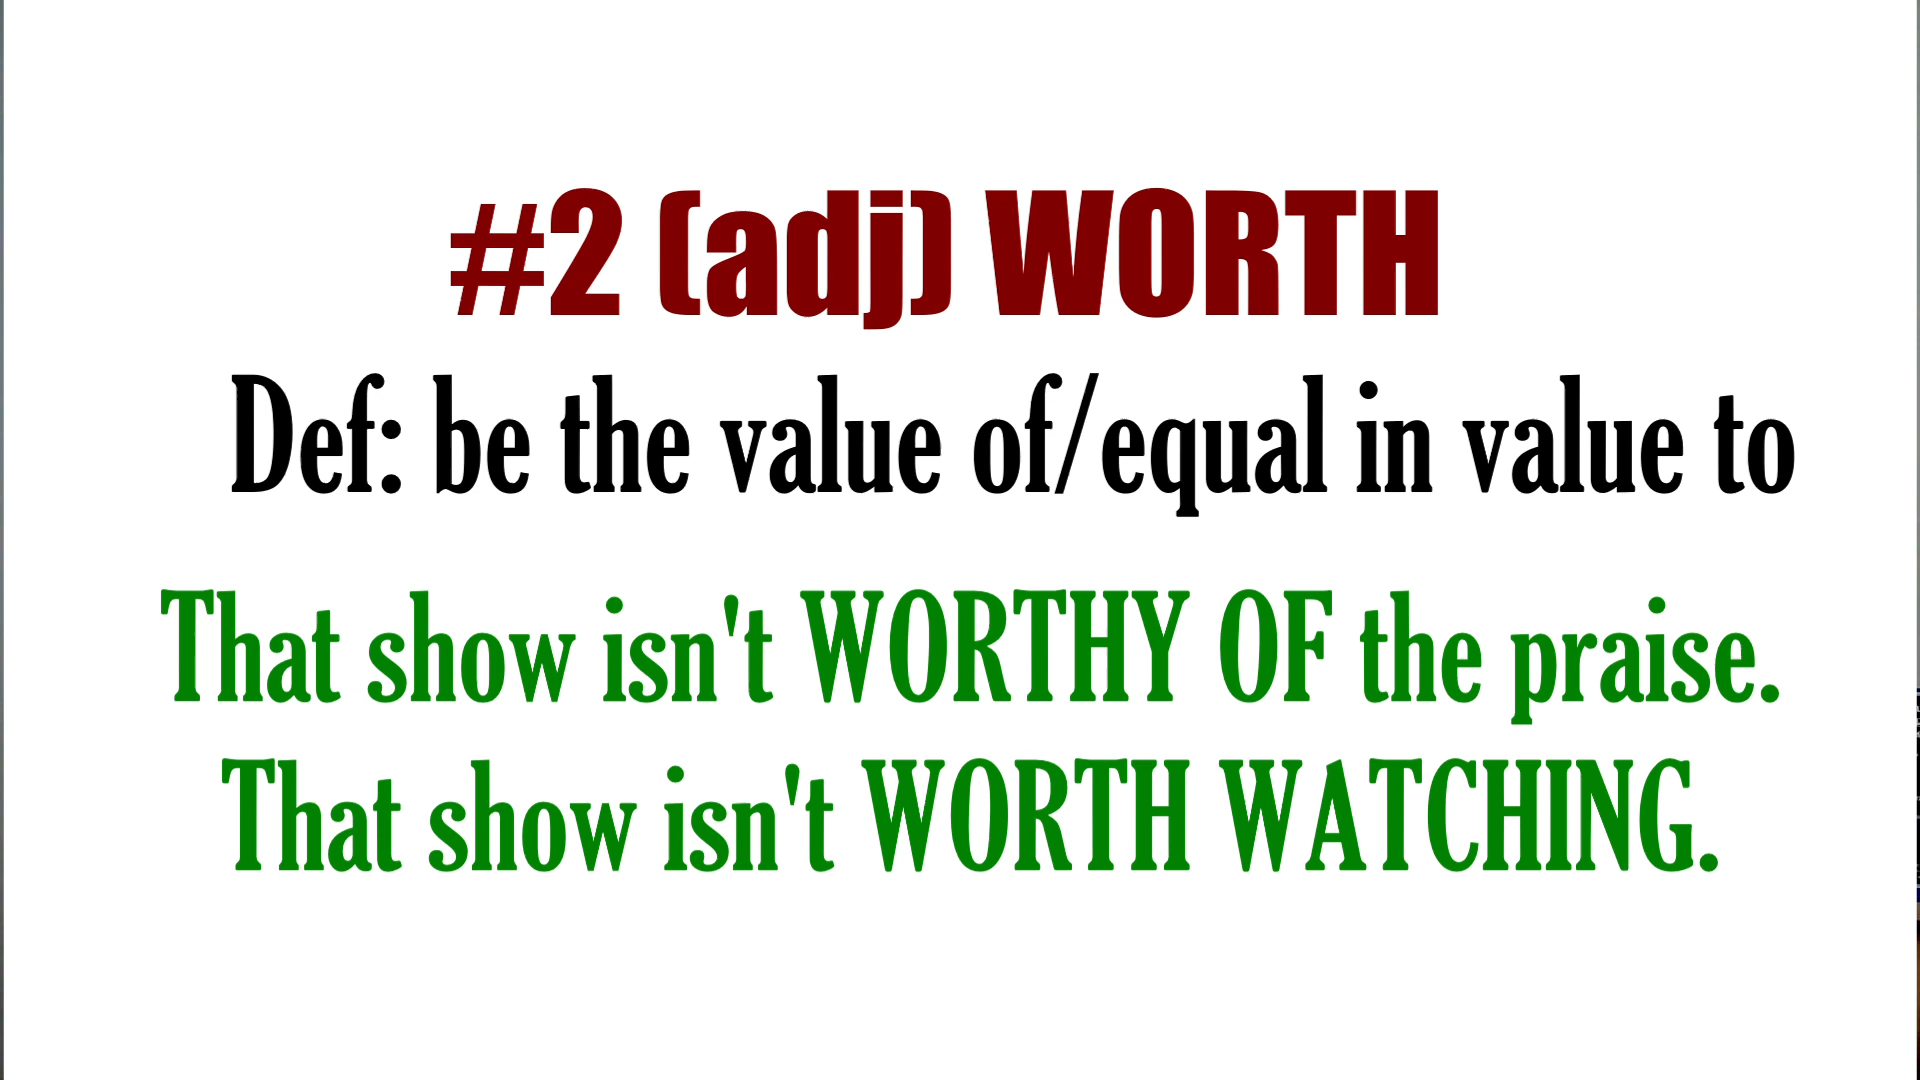 #2 (adj) WORTH
Def: be the value of/equal in value to
That show isn't WORTHY OF the praise.
That show isn't WORTH WATCHING.